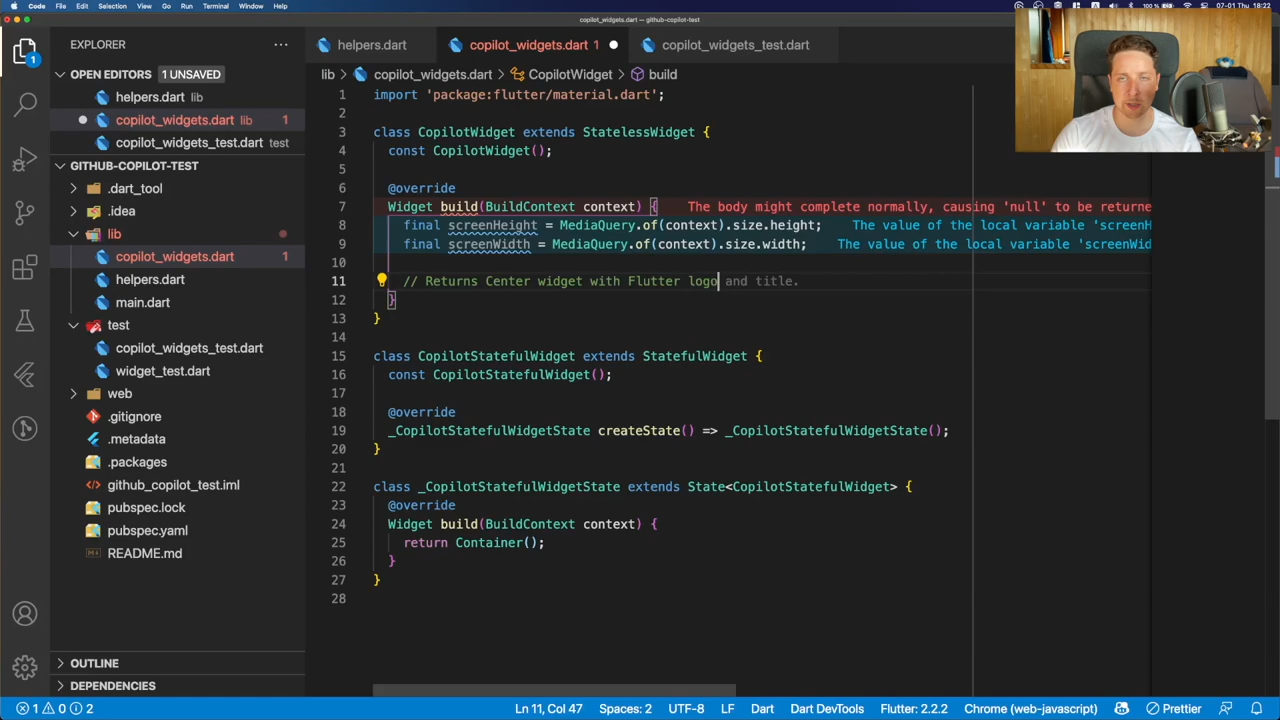 Code File Edit Selection View Go Run Terminal Window Help
100 % 07-01 Thu 18:22
copilot_widgets.dart — github-copilot-test
EXPLORER
helpers.dart
copilot_widgets.dart 1
copilot_widgets_test.dart
OPEN EDITORS 1 UNSAVED
lib > copilot_widgets.dart > CopilotWidget > build
helpers.dart lib
copilot_widgets.dart lib 1
copilot_widgets_test.dart test
GITHUB-COPILOT-TEST
.dart_tool
.idea
lib
copilot_widgets.dart 1
helpers.dart
main.dart
test
copilot_widgets_test.dart
widget_test.dart
web
.gitignore
.metadata
.packages
github_copilot_test.iml
pubspec.lock
pubspec.yaml
README.md
OUTLINE
DEPENDENCIES
1
1 import 'package:flutter/material.dart';
2
3 class CopilotWidget extends StatelessWidget {
4 const CopilotWidget();
5
6 @override
7 Widget build(BuildContext context) { The body might complete normally, causing 'null' to be returne
8 final screenHeight = MediaQuery.of(context).size.height; The value of the local variable 'screenH
9 final screenWidth = MediaQuery.of(context).size.width; The value of the local variable 'screenWid
10
11 // Returns Center widget with Flutter logo and title.
12 }
13 }
14
15 class CopilotStatefulWidget extends StatefulWidget {
16 const CopilotStatefulWidget();
17
18 @override
19 _CopilotStatefulWidgetState createState() => _CopilotStatefulWidgetState();
20 }
21
22 class _CopilotStatefulWidgetState extends State<CopilotStatefulWidget> {
23 @override
24 Widget build(BuildContext context) {
25 return Container();
26 }
27 }
28
1 0 2 Ln 11, Col 47 Spaces: 2 UTF-8 LF Dart Dart DevTools Flutter: 2.2.2 Chrome (web-javascript) Prettier